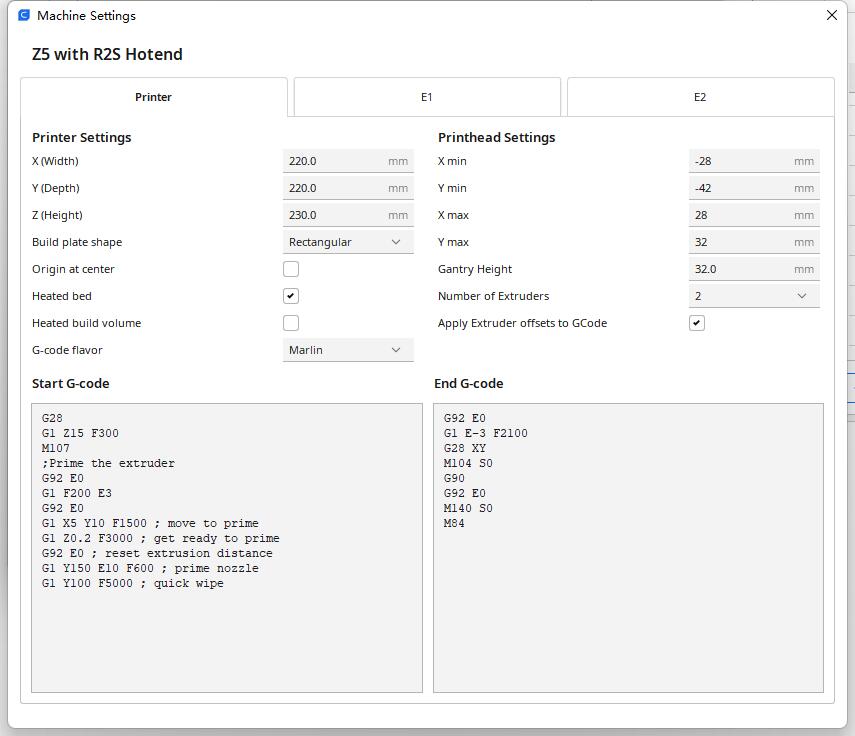 Machine Settings
Z5 with R2S Hotend
Printer
E1
E2
Printer Settings
X (Width)
220.0 mm
Y (Depth)
220.0 mm
Z (Height)
230.0 mm
Build plate shape
Rectangular
Origin at center
Heated bed
Heated build volume
G-code flavor
Marlin
Printhead Settings
X min
-28 mm
Y min
-42 mm
X max
28 mm
Y max
32 mm
Gantry Height
32.0 mm
Number of Extruders
2
Apply Extruder offsets to GCode
Start G-code
G28
G1 Z15 F300
M107
;Prime the extruder
G92 E0
G1 F200 E3
G92 E0
G1 X5 Y10 F1500 ; move to prime
G1 Z0.2 F3000 ; get ready to prime
G92 E0 ; reset extrusion distance
G1 Y150 E10 F600 ; prime nozzle
G1 Y100 F5000 ; quick wipe
End G-code
G92 E0
G1 E-3 F2100
G28 XY
M104 S0
G90
G92 E0
M140 S0
M84